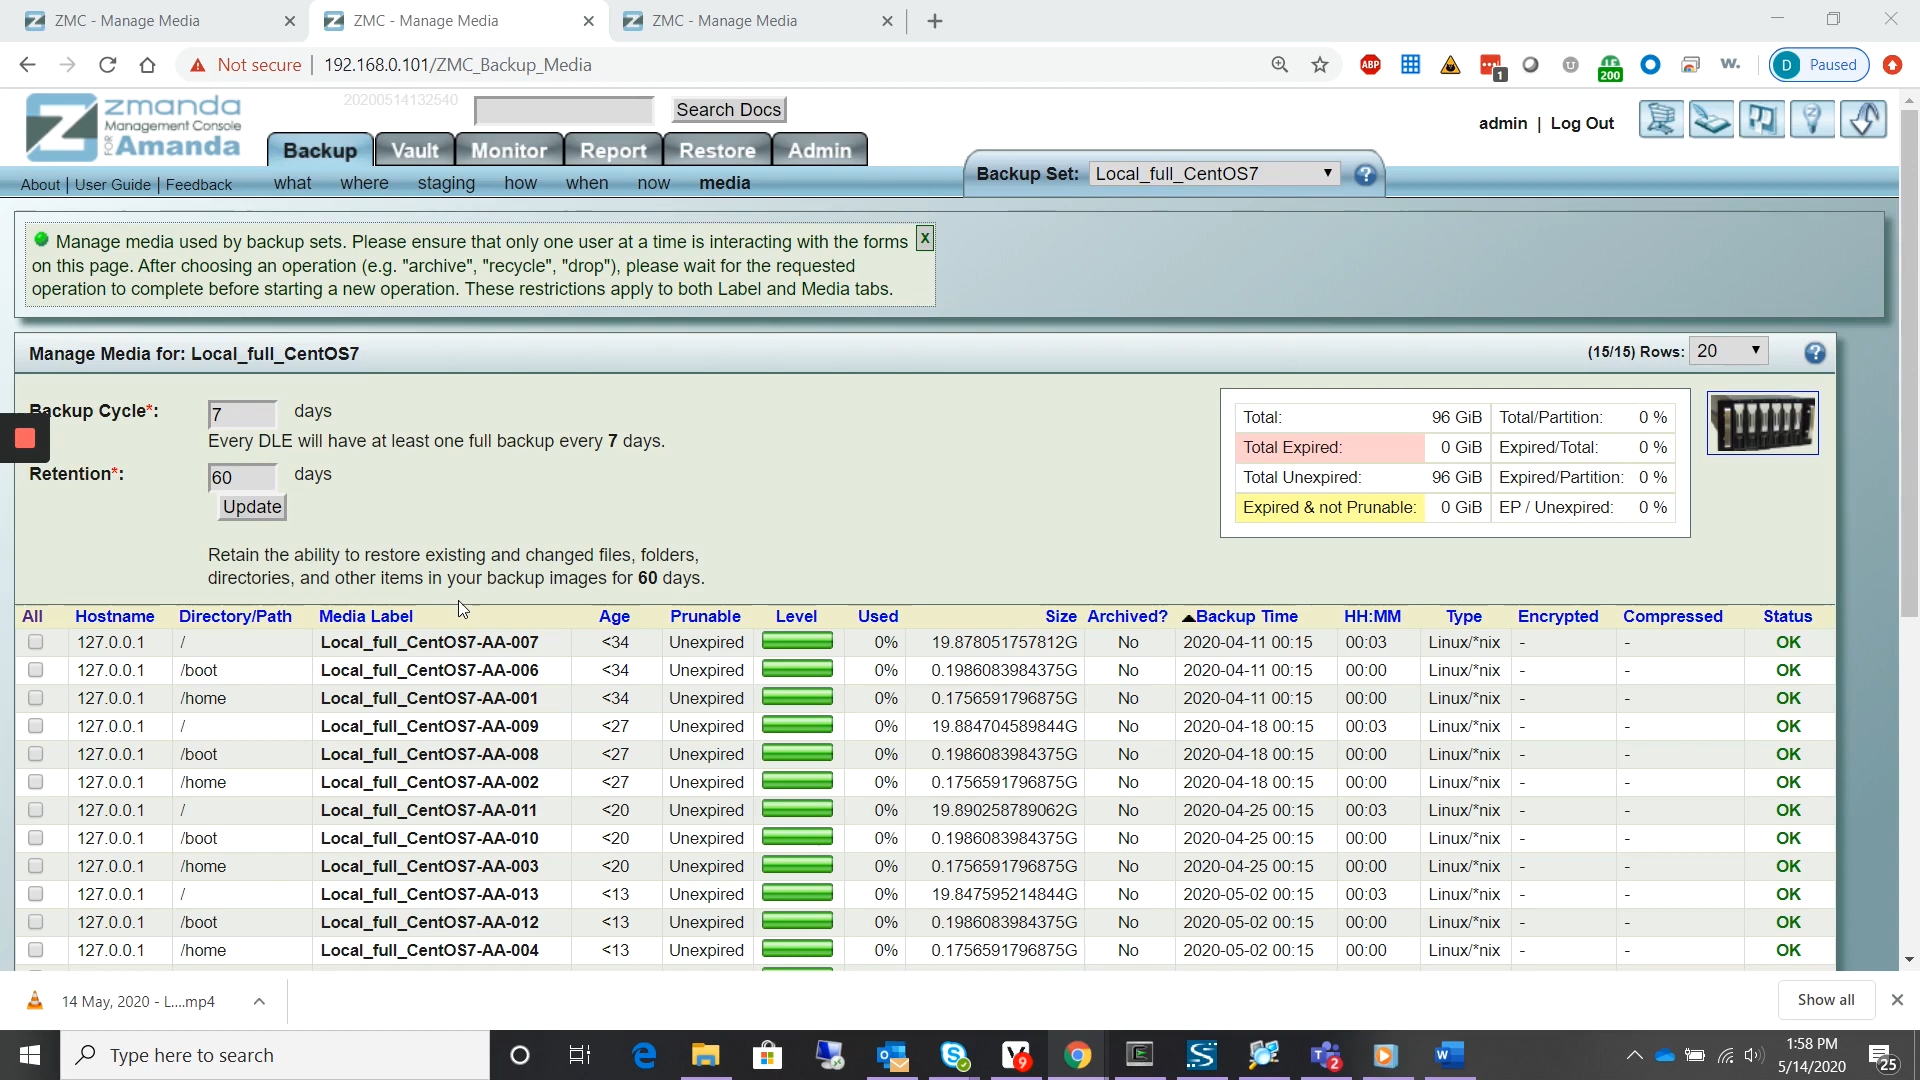 ZMC - Manage Media
ZMC - Manage Media
ZMC - Manage Media
Not secure | 192.168.0.101/ZMC_Backup_Media
ABP
1
200
w.
D Paused
zmanda
Management Console
FOR Amanda
20200514132540
Search Docs
admin | Log Out
Backup Vault Monitor Report Restore Admin
Backup Set: Local_full_CentOS7
About | User Guide | Feedback
what where staging how when now media
Manage media used by backup sets. Please ensure that only one user at a time is interacting with the forms X
on this page. After choosing an operation (e.g. "archive", "recycle", "drop"), please wait for the requested
operation to complete before starting a new operation. These restrictions apply to both Label and Media tabs.
Manage Media for: Local_full_CentOS7
(15/15) Rows: 20
Backup Cycle*: 7 days
Every DLE will have at least one full backup every 7 days.
Retention*: 60 days
Update
Retain the ability to restore existing and changed files, folders,
directories, and other items in your backup images for 60 days.
Total: 96 GiB Total/Partition: 0 %
Total Expired: 0 GiB Expired/Total: 0 %
Total Unexpired: 96 GiB Expired/Partition: 0 %
Expired & not Prunable: 0 GiB EP / Unexpired: 0 %
All Hostname Directory/Path Media Label Age Prunable Level Used Size Archived? Backup Time HH:MM Type Encrypted Compressed Status
127.0.0.1 / Local_full_CentOS7-AA-007 <34 Unexpired 0% 19.878051757812G No 2020-04-11 00:15 00:03 Linux/*nix - - OK
127.0.0.1 /boot Local_full_CentOS7-AA-006 <34 Unexpired 0% 0.1986083984375G No 2020-04-11 00:15 00:00 Linux/*nix - - OK
127.0.0.1 /home Local_full_CentOS7-AA-001 <34 Unexpired 0% 0.1756591796875G No 2020-04-11 00:15 00:00 Linux/*nix - - OK
127.0.0.1 / Local_full_CentOS7-AA-009 <27 Unexpired 0% 19.884704589844G No 2020-04-18 00:15 00:03 Linux/*nix - - OK
127.0.0.1 /boot Local_full_CentOS7-AA-008 <27 Unexpired 0% 0.1986083984375G No 2020-04-18 00:15 00:00 Linux/*nix - - OK
127.0.0.1 /home Local_full_CentOS7-AA-002 <27 Unexpired 0% 0.1756591796875G No 2020-04-18 00:15 00:00 Linux/*nix - - OK
127.0.0.1 / Local_full_CentOS7-AA-011 <20 Unexpired 0% 19.890258789062G No 2020-04-25 00:15 00:03 Linux/*nix - - OK
127.0.0.1 /boot Local_full_CentOS7-AA-010 <20 Unexpired 0% 0.1986083984375G No 2020-04-25 00:15 00:00 Linux/*nix - - OK
127.0.0.1 /home Local_full_CentOS7-AA-003 <20 Unexpired 0% 0.1756591796875G No 2020-04-25 00:15 00:00 Linux/*nix - - OK
127.0.0.1 / Local_full_CentOS7-AA-013 <13 Unexpired 0% 19.847595214844G No 2020-05-02 00:15 00:03 Linux/*nix - - OK
127.0.0.1 /boot Local_full_CentOS7-AA-012 <13 Unexpired 0% 0.1986083984375G No 2020-05-02 00:15 00:00 Linux/*nix - - OK
127.0.0.1 /home Local_full_CentOS7-AA-004 <13 Unexpired 0% 0.1756591796875G No 2020-05-02 00:15 00:00 Linux/*nix - - OK
14 May, 2020 - L....mp4
Show all
Type here to search
9
2
1:58 PM
5/14/2020
25